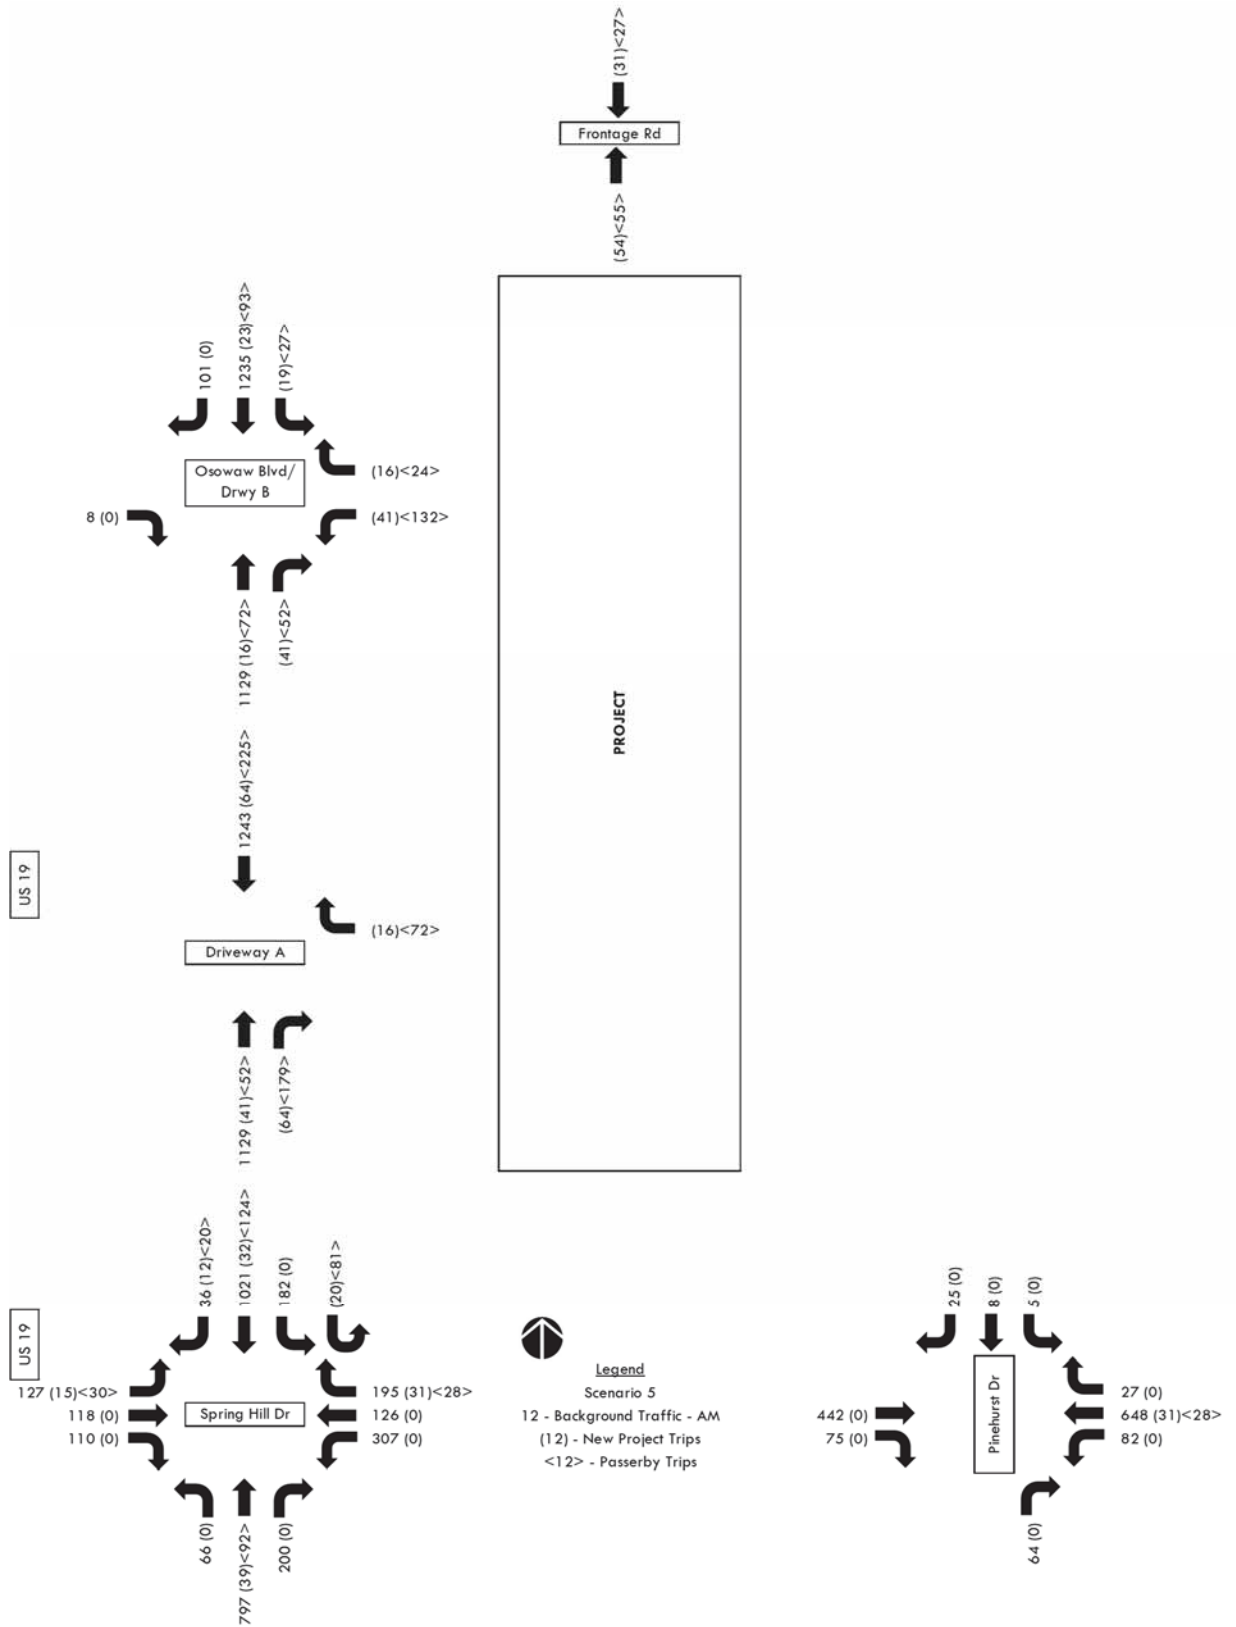 (31)<27>
Frontage Rd
(54)<55>
101 (0)
1235 (23)<93>
(19)<27>
Osowaw Blvd/
Drwy B
(16)<24>
8 (0)
(41)<132>
1129 (16)<72>
(41)<52>
PROJECT
1243 (64)<225>
US 19
(16)<72>
Driveway A
1129 (41)<52>
(64)<179>
36 (12)<20>
1021 (32)<124>
182 (0)
(20)<81>
US 19
127 (15)<30>
118 (0)
110 (0)
Spring Hill Dr
195 (31)<28>
126 (0)
307 (0)
66 (0)
797 (39)<92>
200 (0)
Legend
Scenario 5
12 - Background Traffic - AM
(12) - New Project Trips
<12> - Passerby Trips
25 (0)
8 (0)
5 (0)
442 (0)
75 (0)
Pinehurst Dr
27 (0)
648 (31)<28>
82 (0)
64 (0)